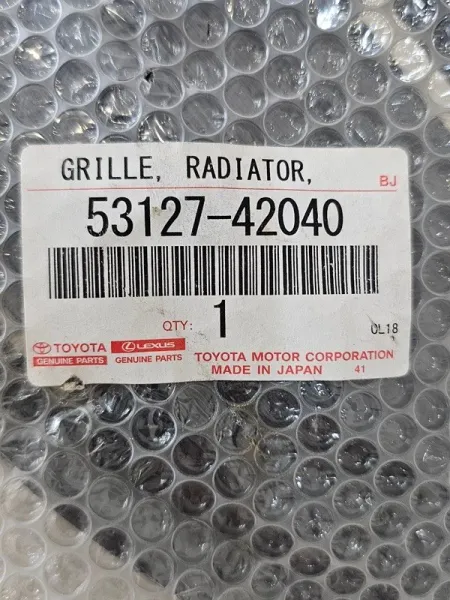 GRILLE, RADIATOR,
BJ
53127-42040
QTY: 1
OL18
TOYOTA LEXUS
GENUINE PARTS GENUINE PARTS
TOYOTA MOTOR CORPORATION
MADE IN JAPAN 41